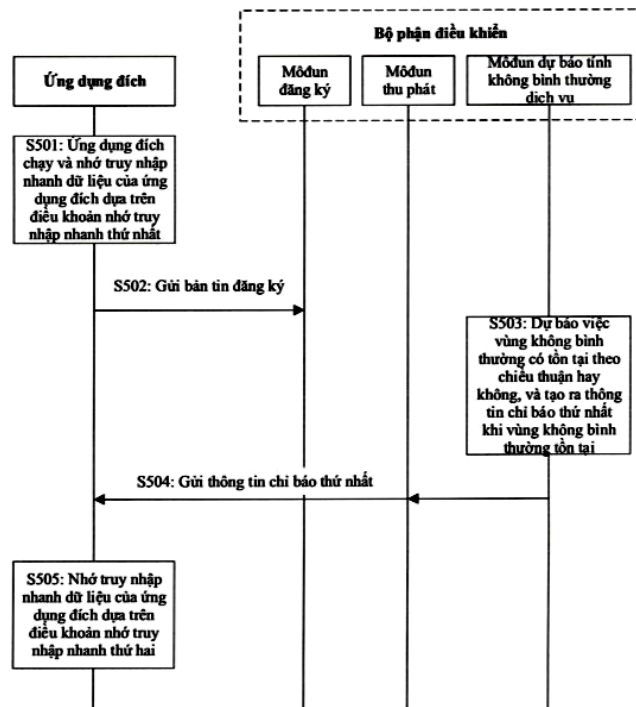 Bộ phận điều khiển
Ứng dụng đích
Môđun
đăng ký
Môđun
thu phát
Môđun dự báo tính
không bình thường
dịch vụ
S501: Ứng dụng đích
chạy và nhớ truy nhập
nhanh dữ liệu của ứng
dụng đích dựa trên
điều khoản nhớ truy
nhập nhanh thứ nhất
S502: Gửi bản tin đăng ký
S503: Dự báo việc
vùng không bình
thường có tồn tại theo
chiều thuận hay
không, và tạo ra thông
tin chỉ báo thứ nhất
khi vùng không bình
thường tồn tại
S504: Gửi thông tin chỉ báo thứ nhất
S505: Nhớ truy nhập
nhanh dữ liệu của ứng
dụng đích dựa trên
điều khoản nhớ truy
nhập nhanh thứ hai